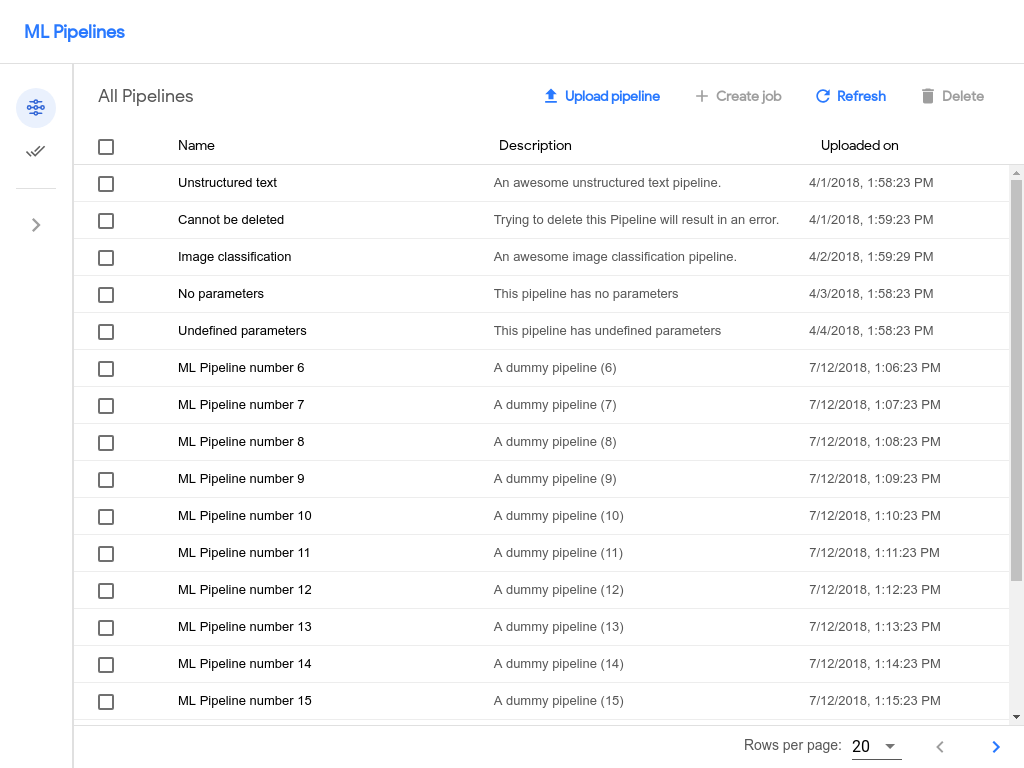 ML Pipelines
All Pipelines Upload pipeline Create job Refresh Delete
Name Description Uploaded on
Unstructured text An awesome unstructured text pipeline. 4/1/2018, 1:58:23 PM
Cannot be deleted Trying to delete this Pipeline will result in an error. 4/1/2018, 1:59:23 PM
Image classification An awesome image classification pipeline. 4/2/2018, 1:59:29 PM
No parameters This pipeline has no parameters 4/3/2018, 1:58:23 PM
Undefined parameters This pipeline has undefined parameters 4/4/2018, 1:58:23 PM
ML Pipeline number 6 A dummy pipeline (6) 7/12/2018, 1:06:23 PM
ML Pipeline number 7 A dummy pipeline (7) 7/12/2018, 1:07:23 PM
ML Pipeline number 8 A dummy pipeline (8) 7/12/2018, 1:08:23 PM
ML Pipeline number 9 A dummy pipeline (9) 7/12/2018, 1:09:23 PM
ML Pipeline number 10 A dummy pipeline (10) 7/12/2018, 1:10:23 PM
ML Pipeline number 11 A dummy pipeline (11) 7/12/2018, 1:11:23 PM
ML Pipeline number 12 A dummy pipeline (12) 7/12/2018, 1:12:23 PM
ML Pipeline number 13 A dummy pipeline (13) 7/12/2018, 1:13:23 PM
ML Pipeline number 14 A dummy pipeline (14) 7/12/2018, 1:14:23 PM
ML Pipeline number 15 A dummy pipeline (15) 7/12/2018, 1:15:23 PM
Rows per page: 20